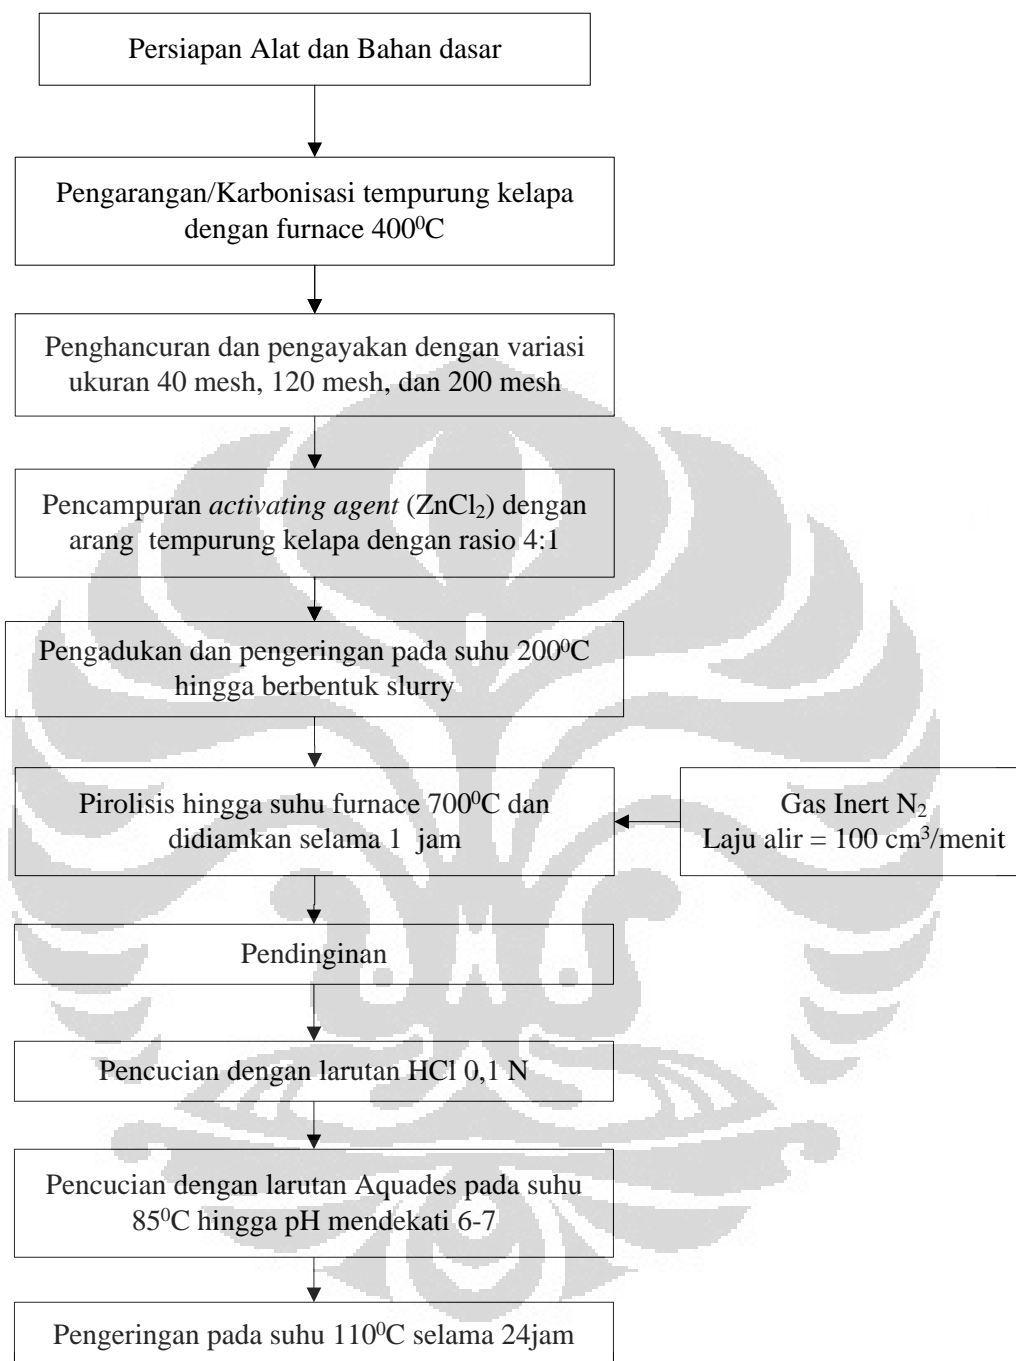 Persiapan Alat dan Bahan dasar
Pengarangan/Karbonisasi tempurung kelapa
dengan furnace 400⁰C
Penghancuran dan pengayakan dengan variasi
ukuran 40 mesh, 120 mesh, dan 200 mesh
Pencampuran activating agent (ZnCl₂) dengan
arang tempurung kelapa dengan rasio 4:1
Pengadukan dan pengeringan pada suhu 200⁰C
hingga berbentuk slurry
Pirolisis hingga suhu furnace 700⁰C dan
didiamkan selama 1 jam
Gas Inert N₂
Laju alir = 100 cm³/menit
Pendinginan
Pencucian dengan larutan HCl 0,1 N
Pencucian dengan larutan Aquades pada suhu
85⁰C hingga pH mendekati 6-7
Pengeringan pada suhu 110⁰C selama 24jam